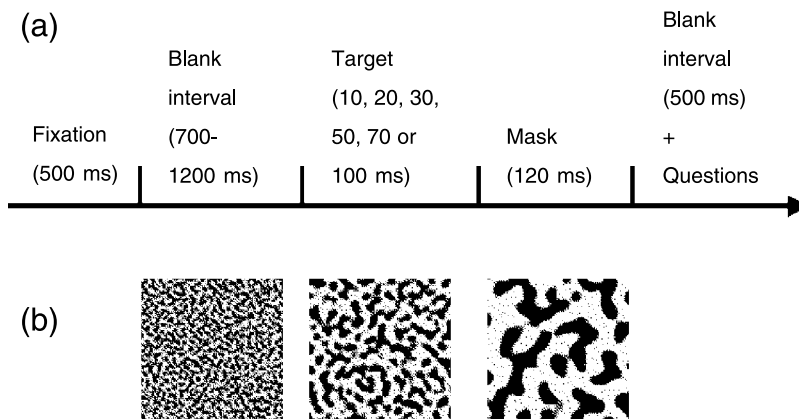 (a)
Fixation
(500 ms)
Blank
interval
(700-
1200 ms)
Target
(10, 20, 30,
50, 70 or
100 ms)
Mask
(120 ms)
Blank
interval
(500 ms)
+
Questions
(b)